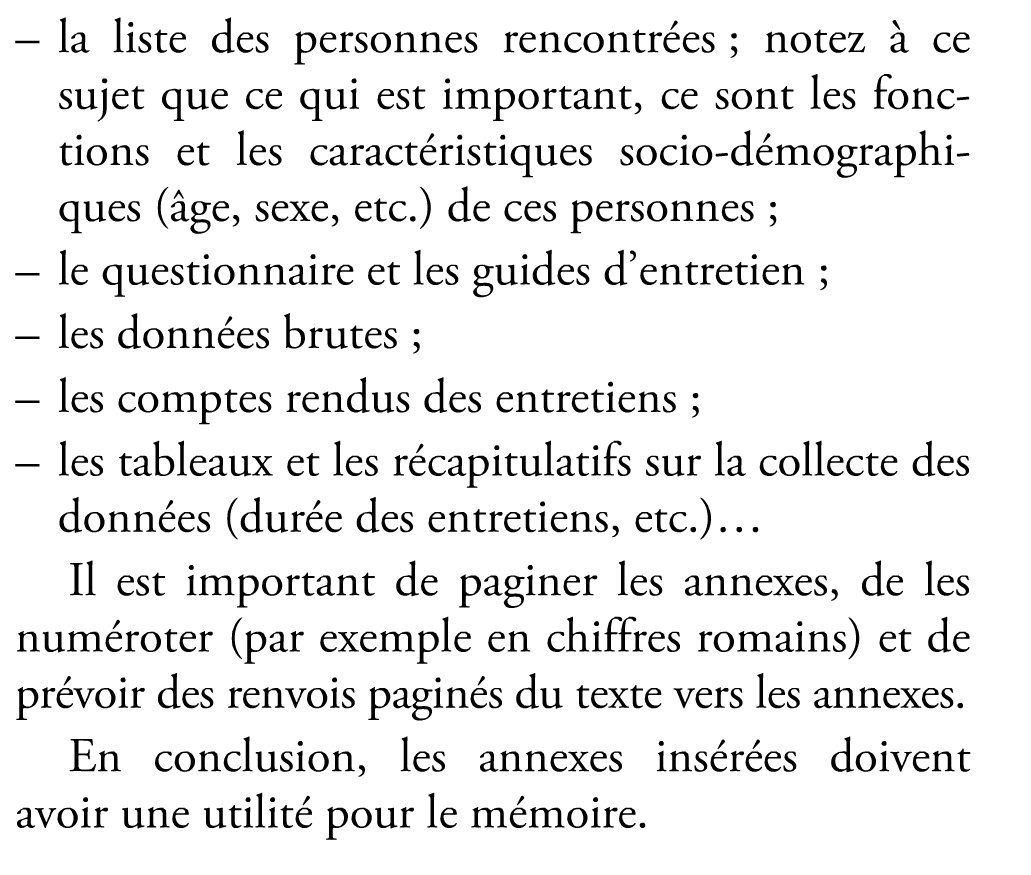 – la liste des personnes rencontrées ; notez à ce
sujet que ce qui est important, ce sont les fonc-
tions et les caractéristiques socio-démographi-
ques (âge, sexe, etc.) de ces personnes ;
– le questionnaire et les guides d’entretien ;
– les données brutes ;
– les comptes rendus des entretiens ;
– les tableaux et les récapitulatifs sur la collecte des
données (durée des entretiens, etc.)…
Il est important de paginer les annexes, de les
numéroter (par exemple en chiffres romains) et de
prévoir des renvois paginés du texte vers les annexes.
En conclusion, les annexes insérées doivent
avoir une utilité pour le mémoire.